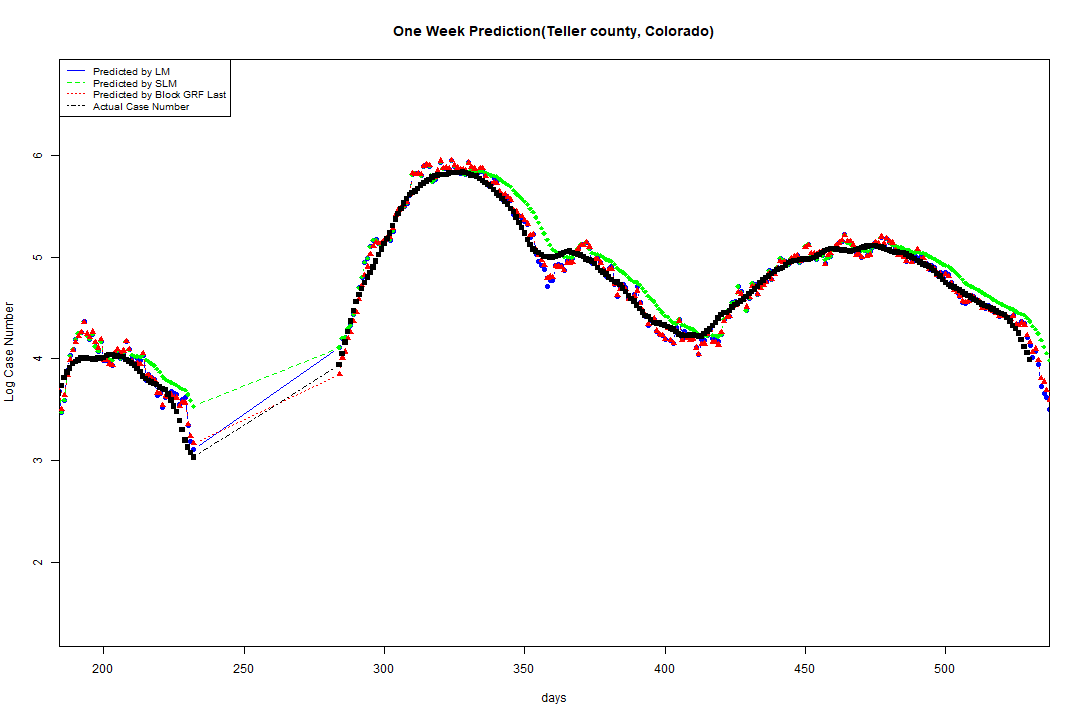 One Week Prediction(Teller county, Colorado)
Predicted by LM
Predicted by SLM
Predicted by Block GRF Last
Actual Case Number
Log Case Number
6
5
4
3
2
200 250 300 350 400 450 500
days